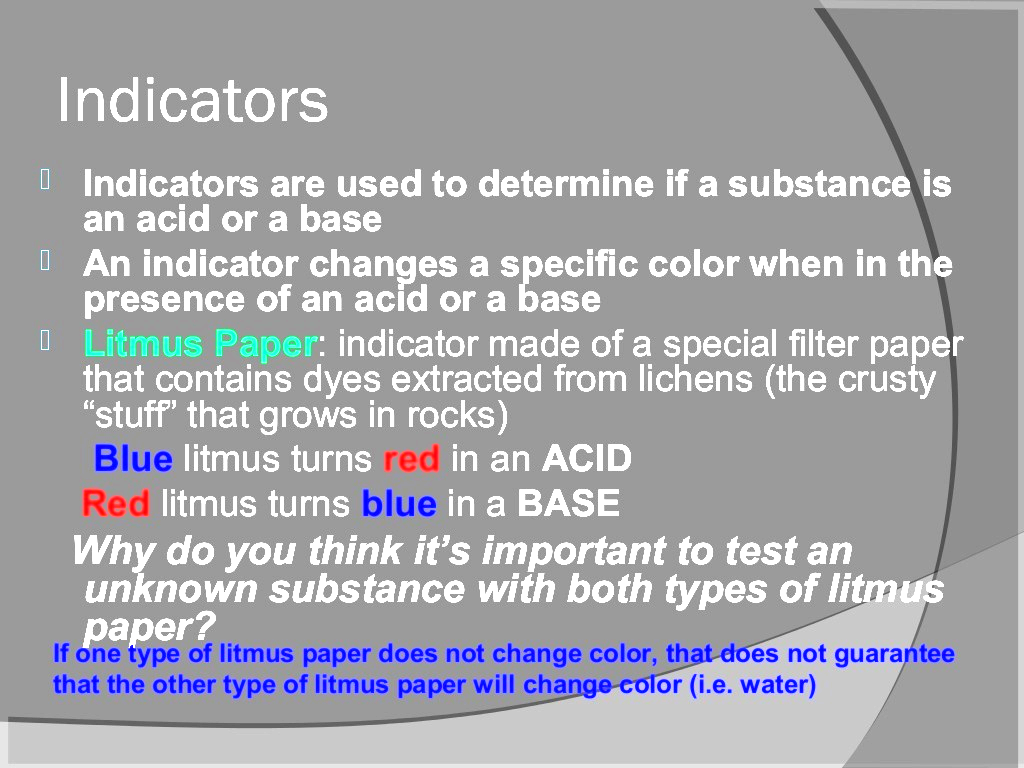 Indicators
Indicators are used to determine if a substance is
an acid or a base
An indicator changes a specific color when in the
presence of an acid or a base
Litmus Paper: indicator made of a special filter paper
that contains dyes extracted from lichens (the crusty
“stuff” that grows in rocks)
Blue litmus turns red in an ACID
Red litmus turns blue in a BASE
Why do you think it’s important to test an
unknown substance with both types of litmus
paper?
If one type of litmus paper does not change color, that does not guarantee
that the other type of litmus paper will change color (i.e. water)